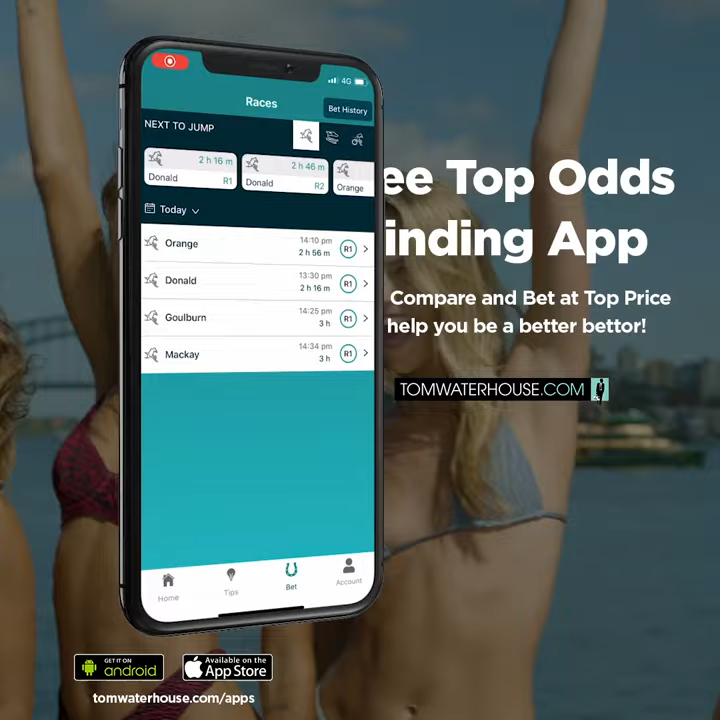 4G
Races
Bet History
NEXT TO JUMP
2 h 16 m
Donald R1
2 h 46 m
Donald R2
Orange
Today
Orange 14:10 pm R1
2 h 56 m
Donald 13:30 pm R1
2 h 16 m
Goulburn 14:25 pm R1
3 h
Mackay 14:34 pm R1
3 h
Home
Tips
Bet
Account
ee Top Odds
inding App
Compare and Bet at Top Price
help you be a better bettor!
TOMWATERHOUSE.COM
GET IT ON
android
Available on the
App Store
tomwaterhouse.com/apps